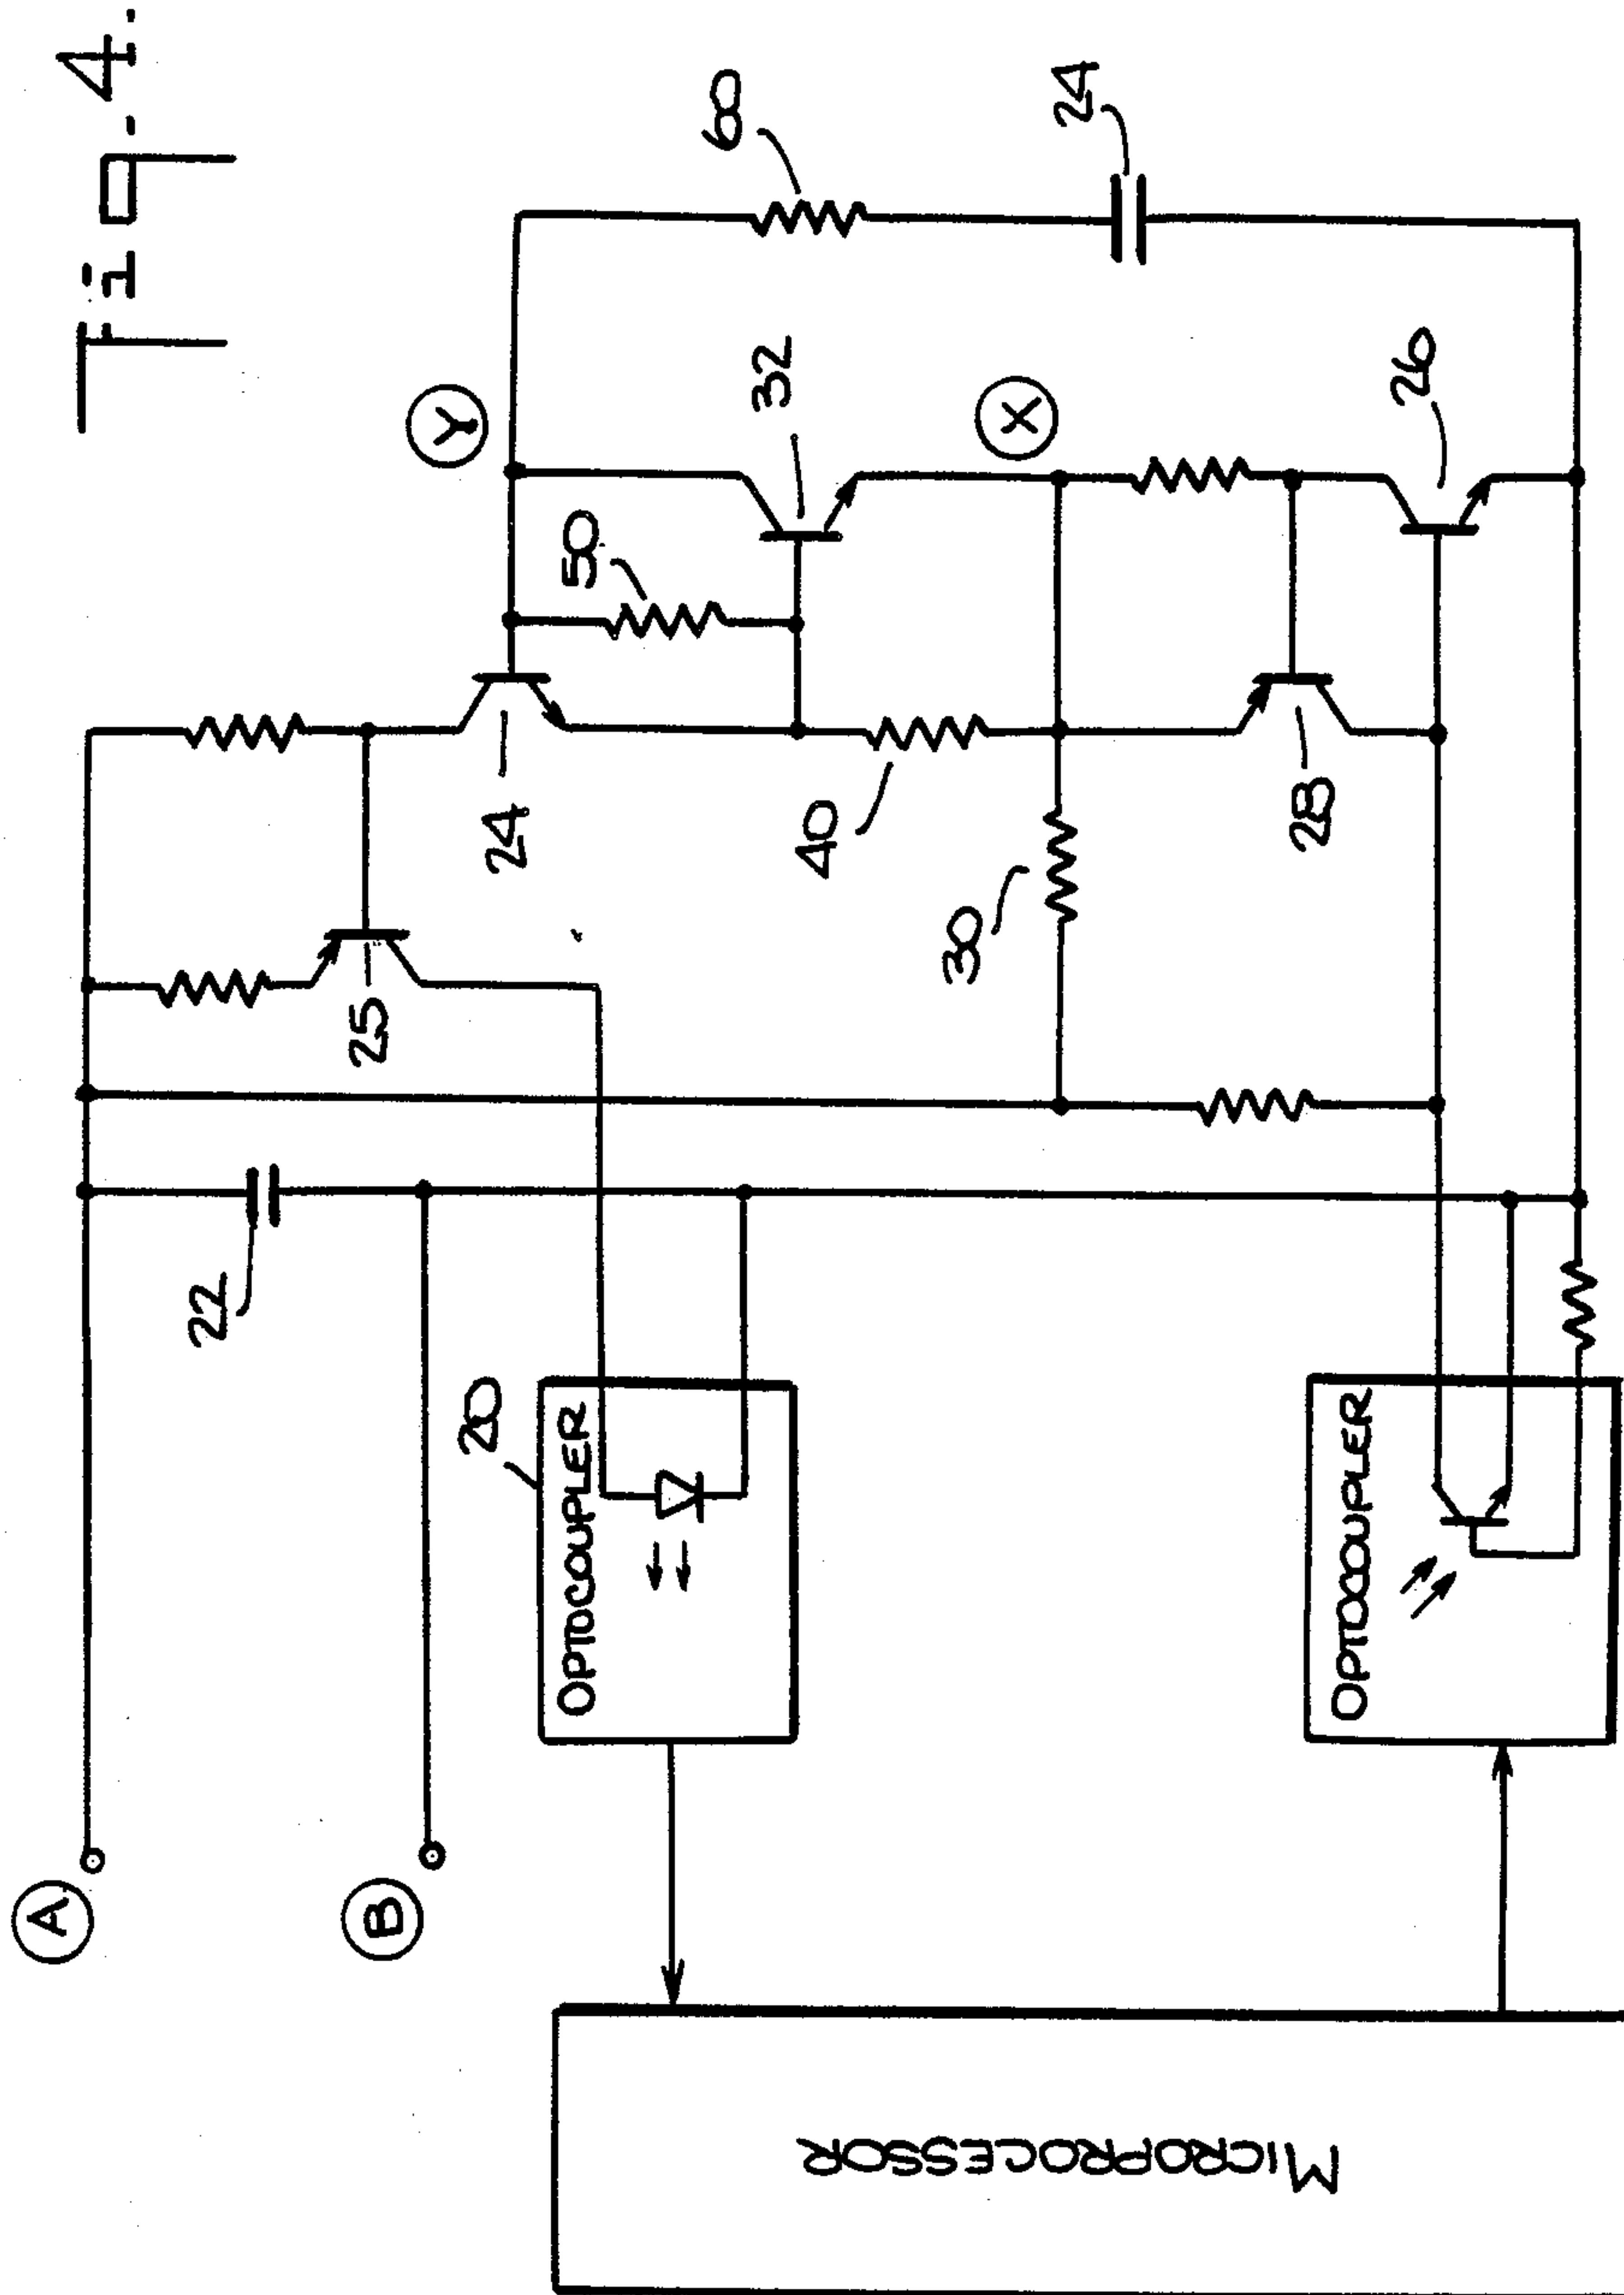 Fig. 4.
A
B
22
20
OPTOCOUPLER
25
24
50
Y
32
60
24
40
X
30
28
26
OPTOCOUPLER
MICROPROCESSOR